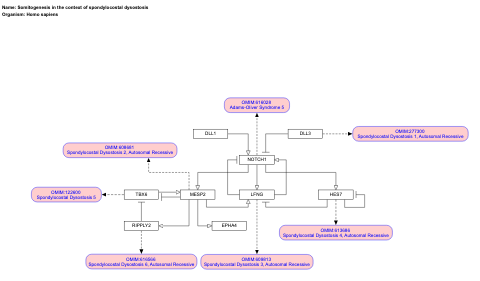 Name: Somitogenesis in the context of spondylocostal dysostosis
Organism: Homo sapiens
OMIM:616028
Adams-Oliver Syndrome 5
DLL1
DLL3
OMIM:277300
Spondylocostal Dysostosis 1, Autosomal Recessive
OMIM:608681
Spondylocostal Dysostosis 2, Autosomal Recessive
NOTCH1
OMIM:122600
Spondylocostal Dysostosis 5
TBX6
MESP2
LFNG
HES7
RIPPLY2
EPHA4
OMIM:613686
Spondylocostal Dysostosis 4, Autosomal Recessive
OMIM:616566
Spondylocostal Dysostosis 6, Autosomal Recessive
OMIM:609813
Spondylocostal Dysostosis 3, Autosomal Recessive